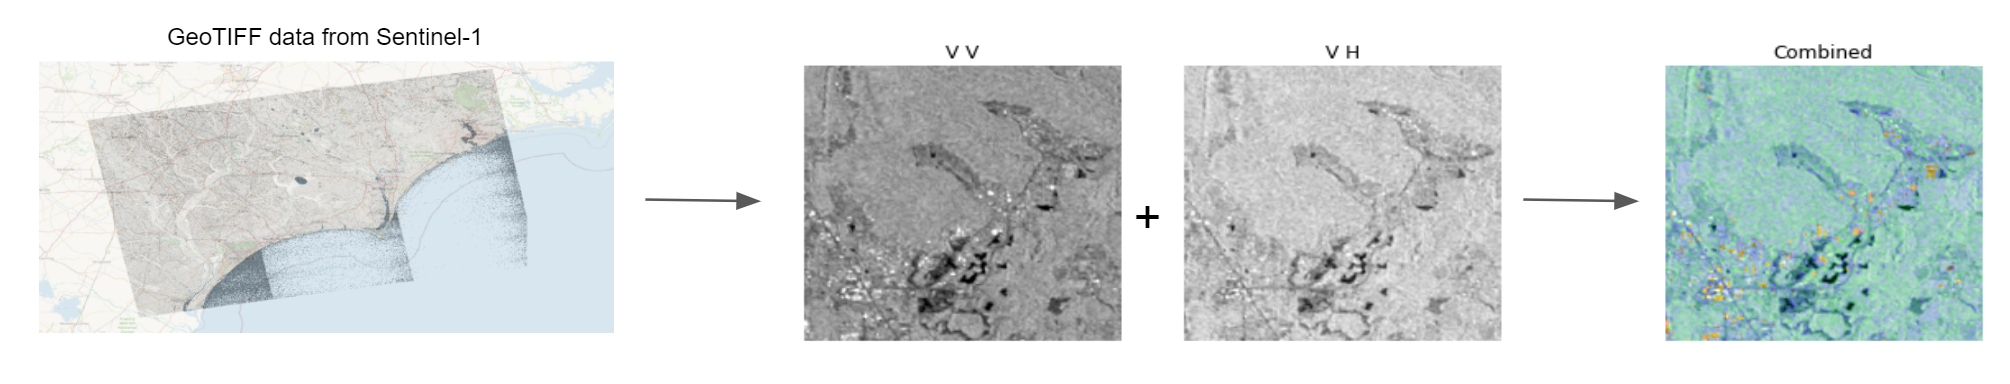 GeoTIFF data from Sentinel-1
V V
V H
Combined
+